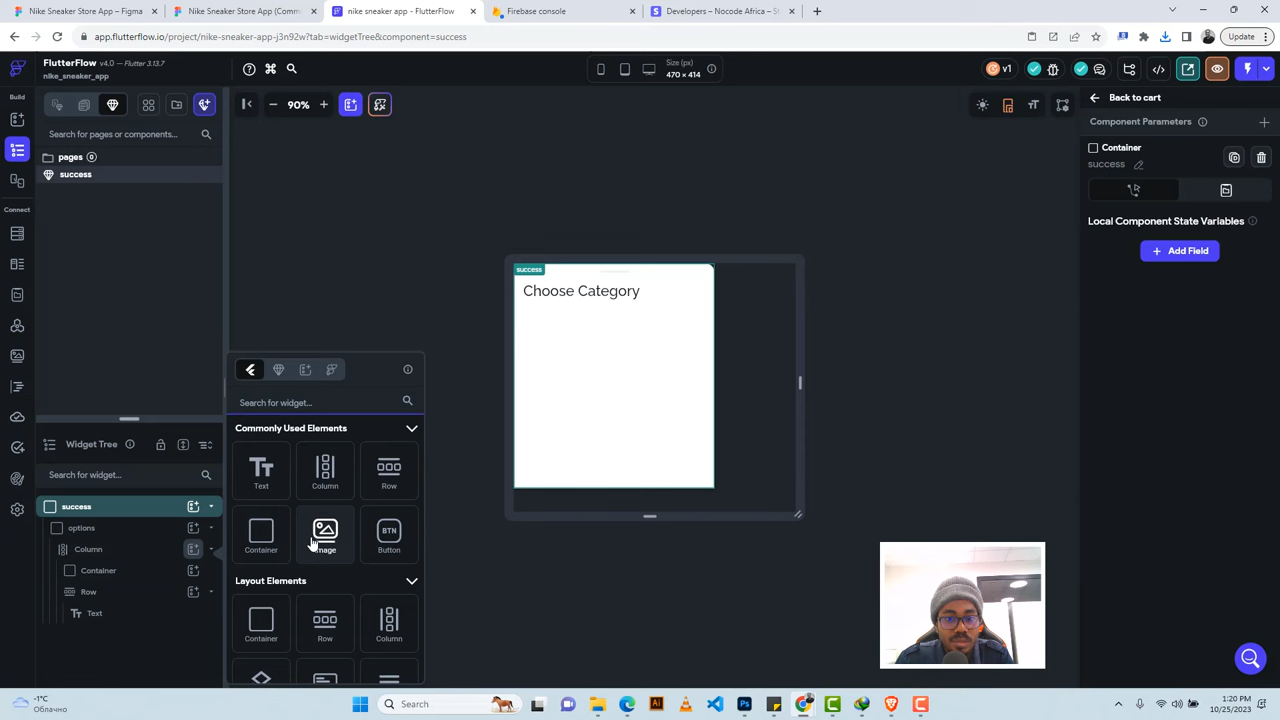 Nike Sneaker Store App - Figma
Nike Sneaker Store App (Comm
nike sneaker app - FlutterFlow
Firebase console
Developers – Nocode Africa – St
app.flutterflow.io/project/nike-sneaker-app-j3n92w?tab=widgetTree&component=success
Update
FlutterFlow v4.0 – Flutter 3.13.7
nike_sneaker_app
Size (px)
470 × 414
v1
Build
90%
Back to cart
Search for pages or components...
Component Parameters
pages 0
Container
success
success
Connect
Local Component State Variables
Add Field
success
Choose Category
Search for widget...
Commonly Used Elements
Widget Tree
Search for widget...
Text
Column
Row
success
options
Column
Container
Image
Button
BTN
Container
Row
Text
Layout Elements
Container
Row
Column
-1°C
Облачно
Search
1:20 PM
10/25/2023